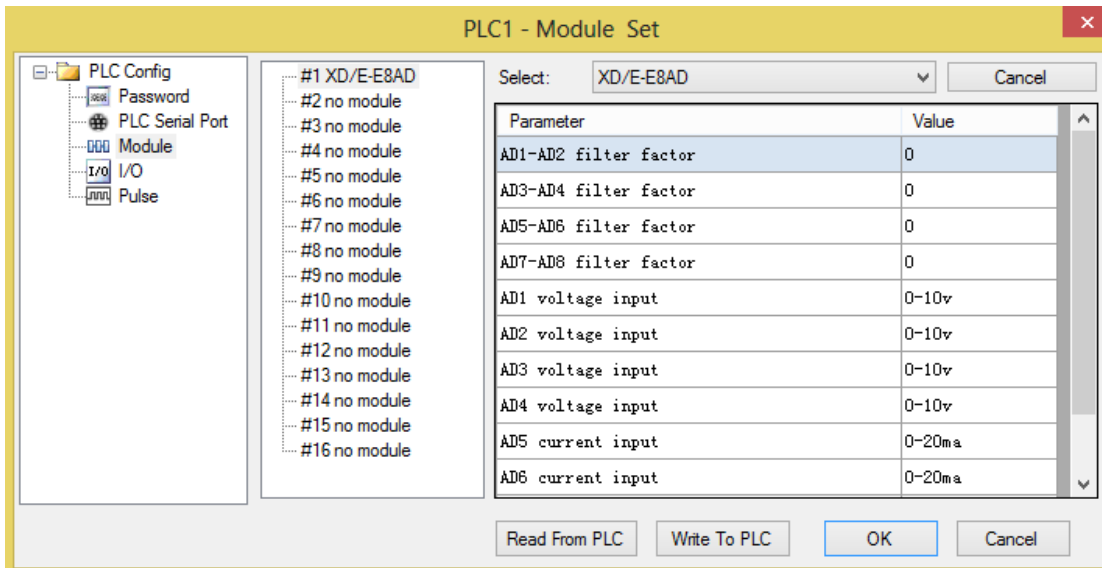 PLC1 - Module Set
PLC Config
Password
PLC Serial Port
Module
I/O
I/O
Pulse
#1 XD/E-E8AD
#2 no module
#3 no module
#4 no module
#5 no module
#6 no module
#7 no module
#8 no module
#9 no module
#10 no module
#11 no module
#12 no module
#13 no module
#14 no module
#15 no module
#16 no module
Select: XD/E-E8AD Cancel
Parameter Value
AD1-AD2 filter factor 0
AD3-AD4 filter factor 0
AD5-AD6 filter factor 0
AD7-AD8 filter factor 0
AD1 voltage input 0-10v
AD2 voltage input 0-10v
AD3 voltage input 0-10v
AD4 voltage input 0-10v
AD5 current input 0-20ma
AD6 current input 0-20ma
Read From PLC Write To PLC OK Cancel